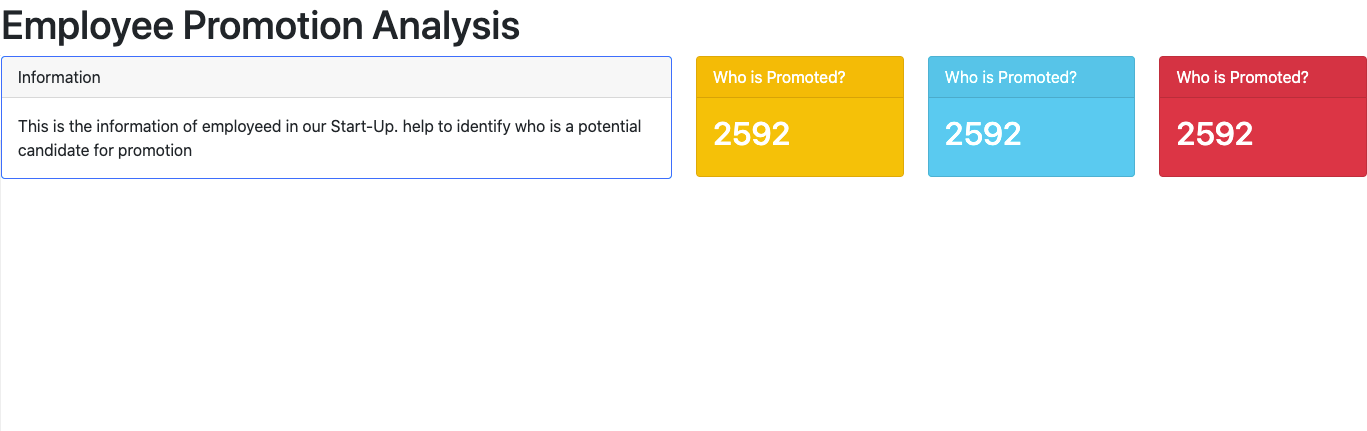 Employee Promotion Analysis
Information
This is the information of employeed in our Start-Up. help to identify who is a potential
candidate for promotion
Who is Promoted?
2592
Who is Promoted?
2592
Who is Promoted?
2592